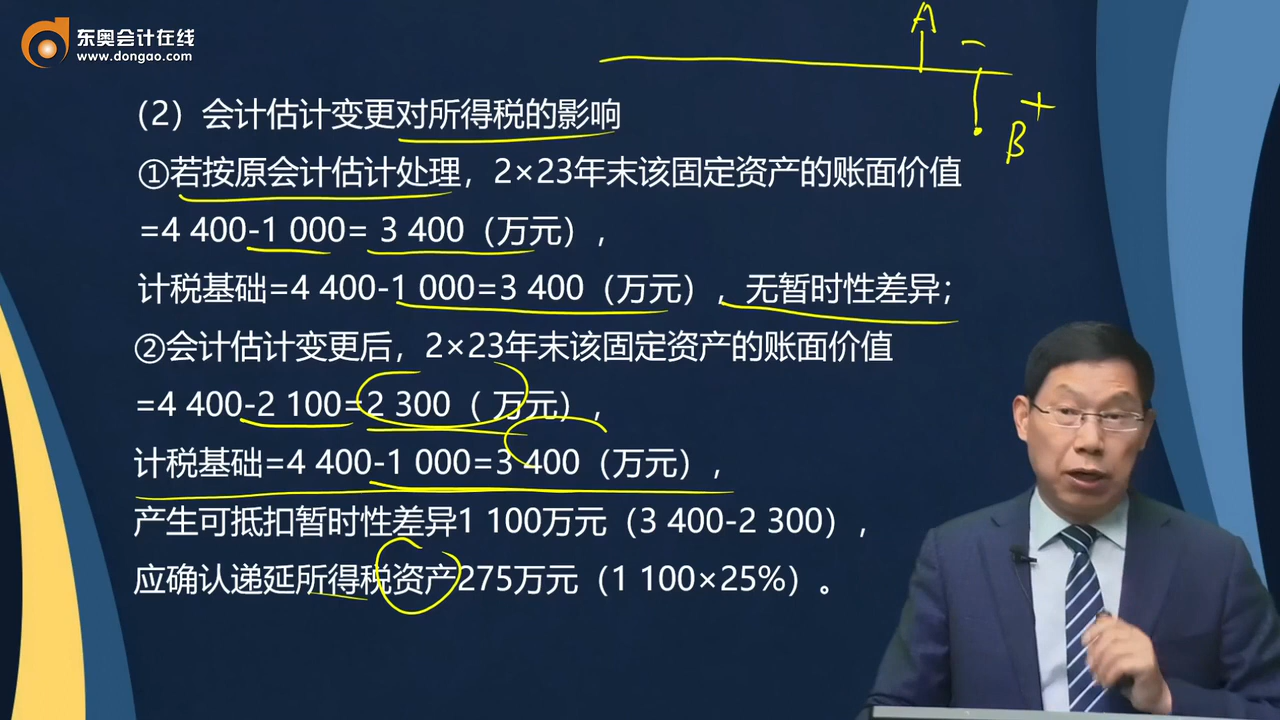 东奥会计在线
www.dongao.com
A
-
+
B
（2）会计估计变更对所得税的影响
①若按原会计估计处理，2×23年末该固定资产的账面价值
=4 400-1 000= 3 400（万元），
计税基础=4 400-1 000=3 400（万元），无暂时性差异；
②会计估计变更后，2×23年末该固定资产的账面价值
=4 400-2 100=2 300（ 万元），
计税基础=4 400-1 000=3 400（万元），
产生可抵扣暂时性差异1 100万元（3 400-2 300），
应确认递延所得税资产275万元（1 100×25%）。